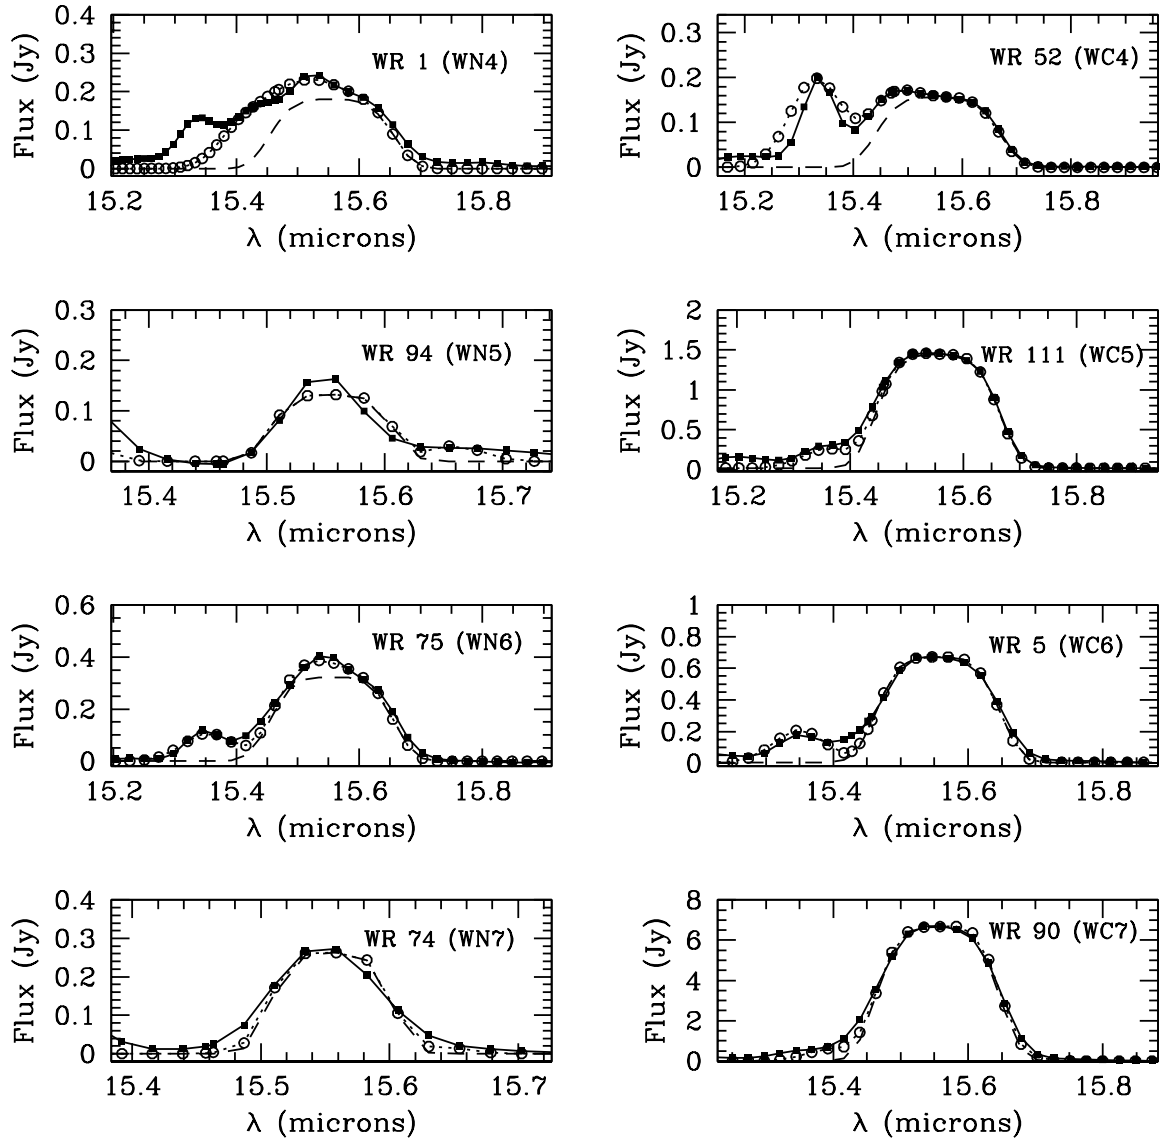 0.4
0.3
0.2
0.1
0
Flux (Jy)
WR 1 (WN4)
15.2 15.4 15.6 15.8
λ (microns)
0.3
0.2
0.1
0
Flux (Jy)
WR 52 (WC4)
15.2 15.4 15.6 15.8
λ (microns)
0.3
0.2
0.1
0
Flux (Jy)
WR 94 (WN5)
15.4 15.5 15.6 15.7
λ (microns)
2
1.5
1
0.5
0
Flux (Jy)
WR 111 (WC5)
15.2 15.4 15.6 15.8
λ (microns)
0.6
0.4
0.2
0
Flux (Jy)
WR 75 (WN6)
15.2 15.4 15.6 15.8
λ (microns)
1
0.8
0.6
0.4
0.2
0
Flux (Jy)
WR 5 (WC6)
15.4 15.6 15.8
λ (microns)
0.4
0.3
0.2
0.1
0
Flux (Jy)
WR 74 (WN7)
15.4 15.5 15.6 15.7
λ (microns)
8
6
4
2
0
Flux (Jy)
WR 90 (WC7)
15.4 15.6 15.8
λ (microns)